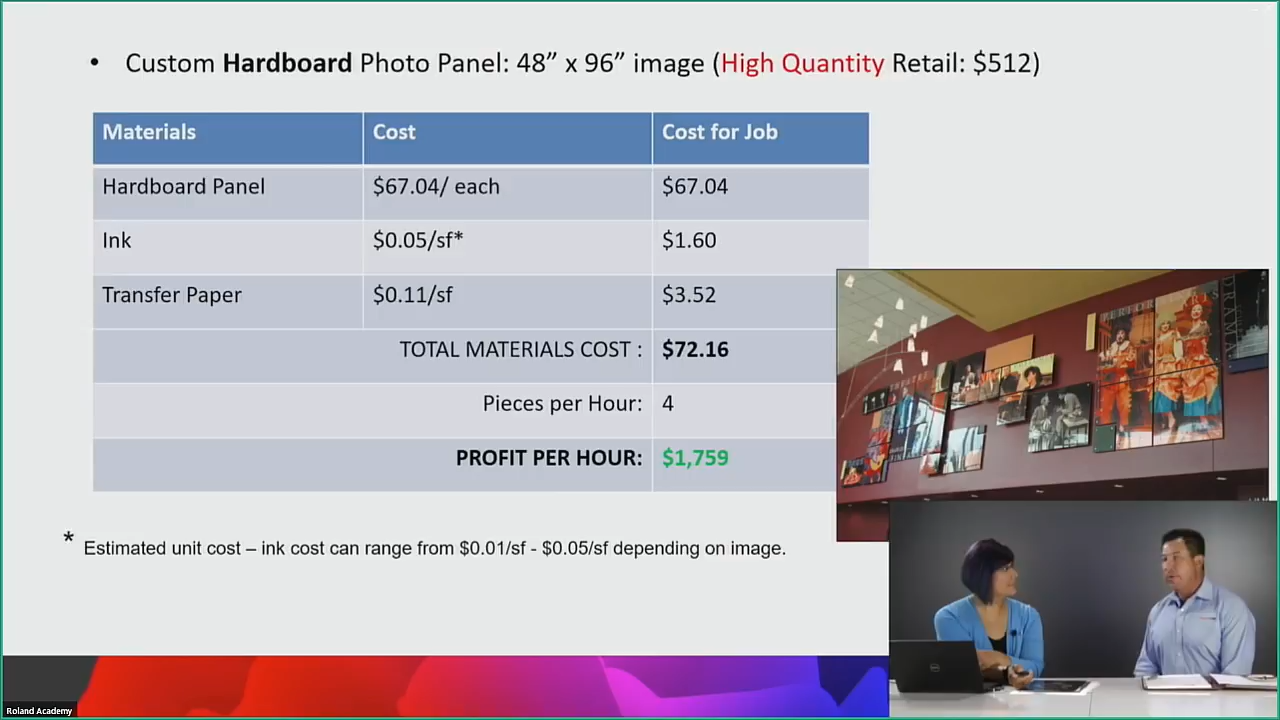 • Custom Hardboard Photo Panel: 48” x 96” image (High Quantity Retail: $512)
Materials Cost Cost for Job
Hardboard Panel $67.04/ each $67.04
Ink $0.05/sf* $1.60
Transfer Paper $0.11/sf $3.52
TOTAL MATERIALS COST : $72.16
Pieces per Hour: 4
PROFIT PER HOUR: $1,759
* Estimated unit cost – ink cost can range from $0.01/sf - $0.05/sf depending on image.
DRAMA
Roland Academy